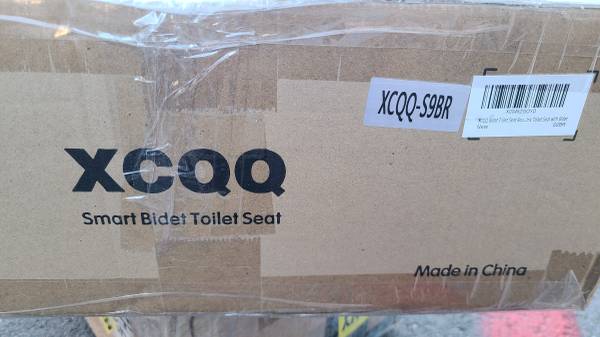 XCQQ-S9BR
XCQQ
Smart Bidet Toilet Seat
Made in China